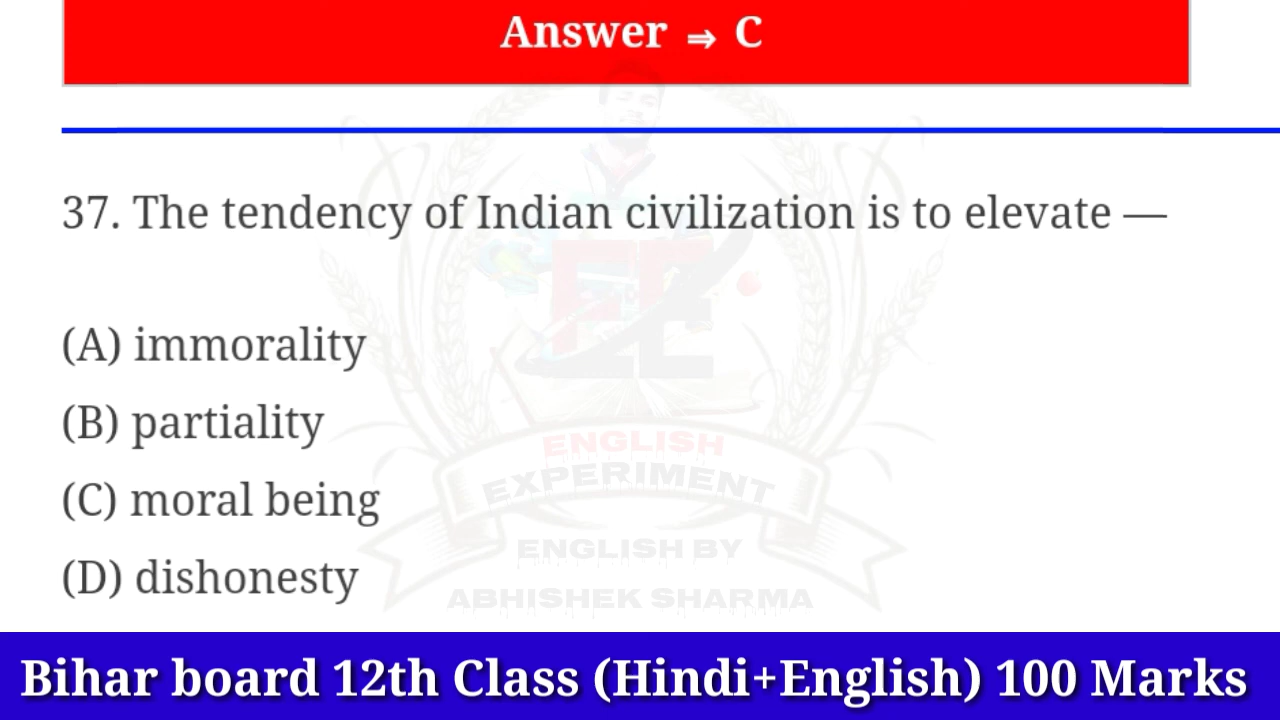 Answer ⇒ C
37. The tendency of Indian civilization is to elevate —
(A) immorality
(B) partiality
(C) moral being
(D) dishonesty
EE
ENGLISH
EXPERIMENT
ENGLISH BY
ABHISHEK SHARMA
Bihar board 12th Class (Hindi+English) 100 Marks